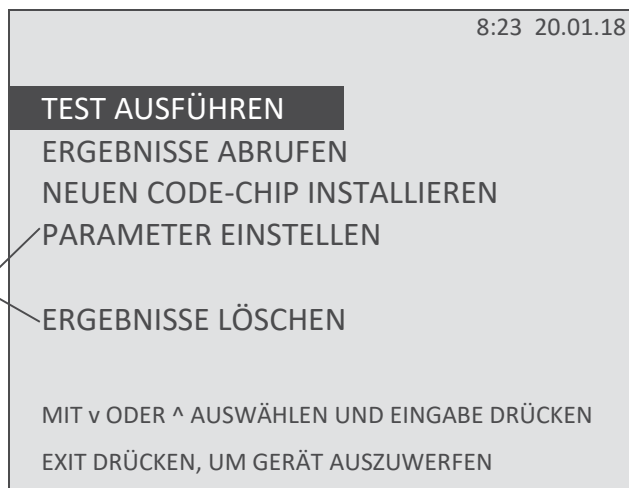 8:23 20.01.18
TEST AUSFÜHREN
ERGEBNISSE ABRUFEN
NEUEN CODE-CHIP INSTALLIEREN
PARAMETER EINSTELLEN
ERGEBNISSE LÖSCHEN
MIT v ODER ^ AUSWÄHLEN UND EINGABE DRÜCKEN
EXIT DRÜCKEN, UM GERÄT AUSZUWERFEN